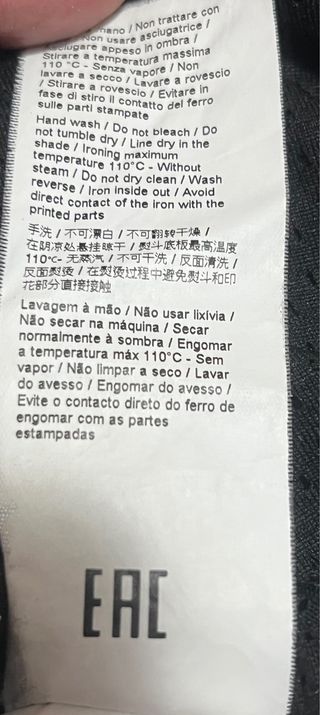 mano / Non trattare con
Non usare asciugatrice /
Asciugare appeso in ombra /
Stirare a temperatura massima
110 °C - Senza vapore / Non
lavare a secco / Lavare a rovescio
/ Stirare a rovescio / Evitare in
fase di stiro il contatto del ferro
sulle parti stampate
Hand wash / Do not bleach / Do
not tumble dry / Line dry in the
shade / Ironing maximum
temperature 110°C - Without
steam / Do not dry clean / Wash
reverse / Iron inside out / Avoid
direct contact of the iron with the
printed parts
手洗 / 不可漂白 / 不可翻转干燥 /
在阴凉处悬挂晾干 / 熨斗底板最高温度
110℃- 无蒸汽 / 不可干洗 / 反面清洗 /
反面熨烫 / 在熨烫过程中避免熨斗和印
花部分直接接触
Lavagem à mão / Não usar lixívia /
Não secar na máquina / Secar
normalmente à sombra / Engomar
a temperatura máx 110°C - Sem
vapor / Não limpar a seco / Lavar
do avesso / Engomar do avesso /
Evite o contacto direto do ferro de
engomar com as partes
estampadas
EAC